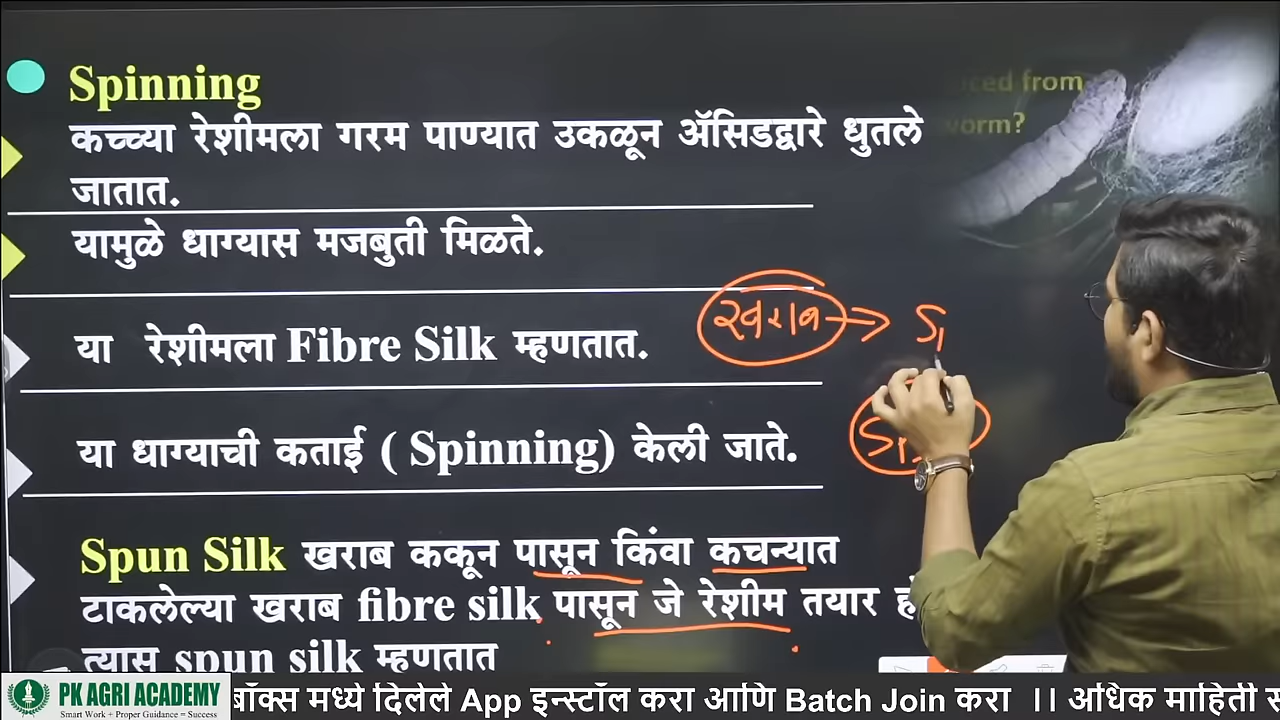 Spinning
कच्च्या रेशीमला गरम पाण्यात उकळून ॲसिडद्वारे धुतले
जातात.
यामुळे धाग्यास मजबुती मिळते.
या रेशीमला Fibre Silk म्हणतात.
या धाग्याची कताई ( Spinning) केली जाते.
Spun Silk खराब ककून पासून किंवा कचऱ्यात
टाकलेल्या खराब fibre silk पासून जे रेशीम तयार
त्यास spun silk म्हणतात
from
worm?
खराब
PK AGRI ACADEMY
Smart Work + Proper Guidance = Success
बॉक्स मध्ये दिलेले App इन्स्टॉल करा आणि Batch Join करा ।। अधिक माहिती